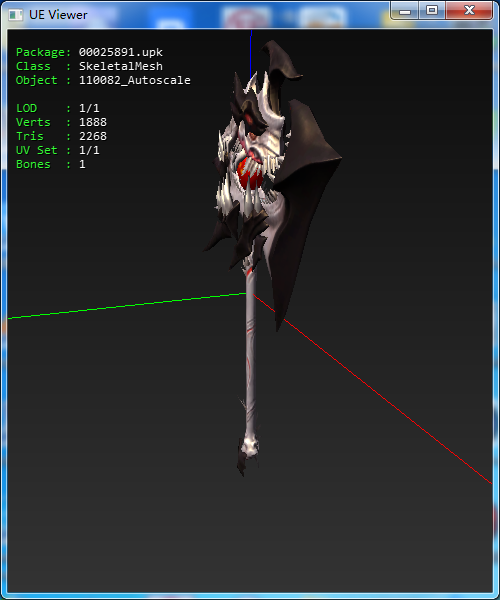 UE Viewer
Package: 00025891.upk
Class  : SkeletalMesh
Object : 110082_Autoscale
LOD    : 1/1
Verts  : 1888
Tris   : 2268
UV Set : 1/1
Bones  : 1